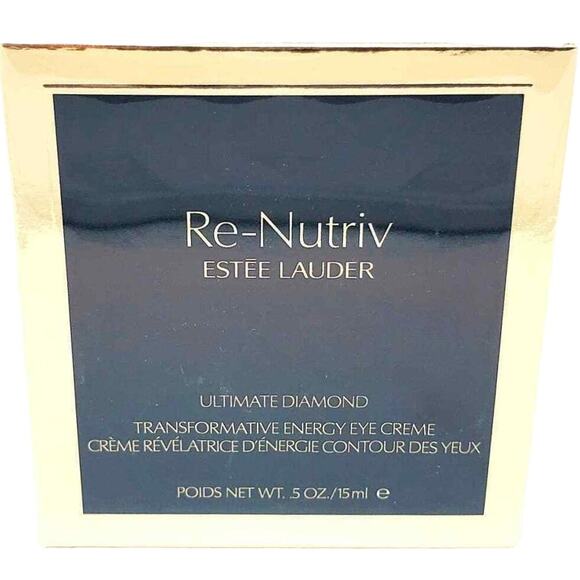 Re-Nutriv
ESTĒE LAUDER
ULTIMATE DIAMOND
TRANSFORMATIVE ENERGY EYE CREME
CRÈME RÉVÉLATRICE D'ÉNERGIE CONTOUR DES YEUX
POIDS NET WT. .5 OZ./15ml ℮